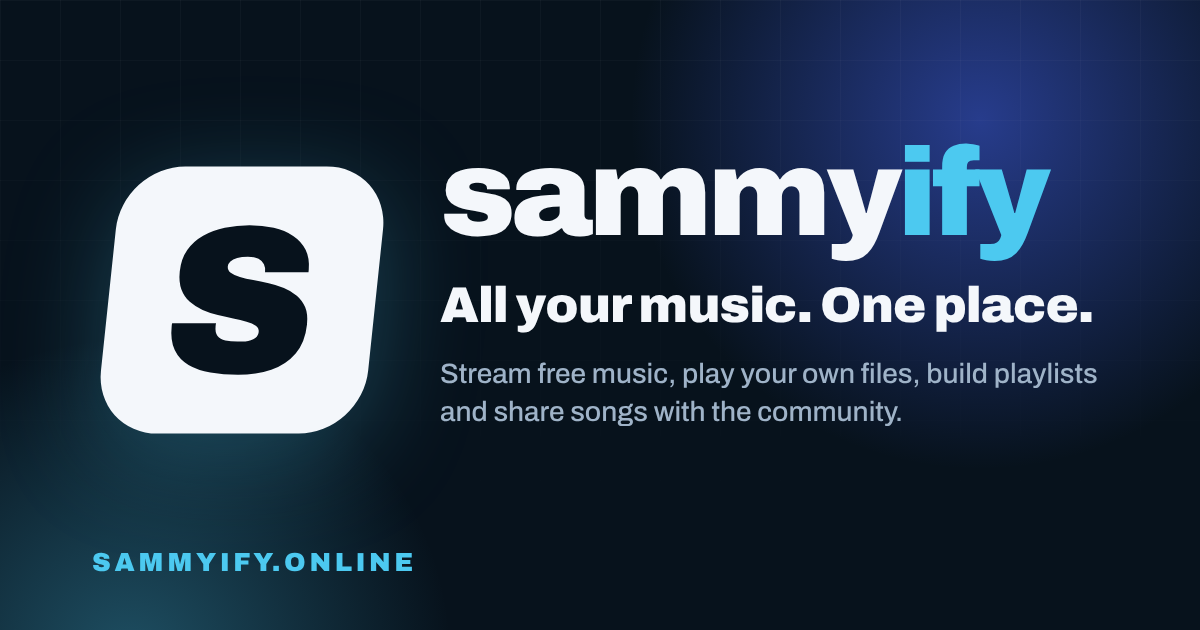 S
sammyify
All your music. One place.
Stream free music, play your own files, build playlists
and share songs with the community.
SAMMYIFY.ONLINE